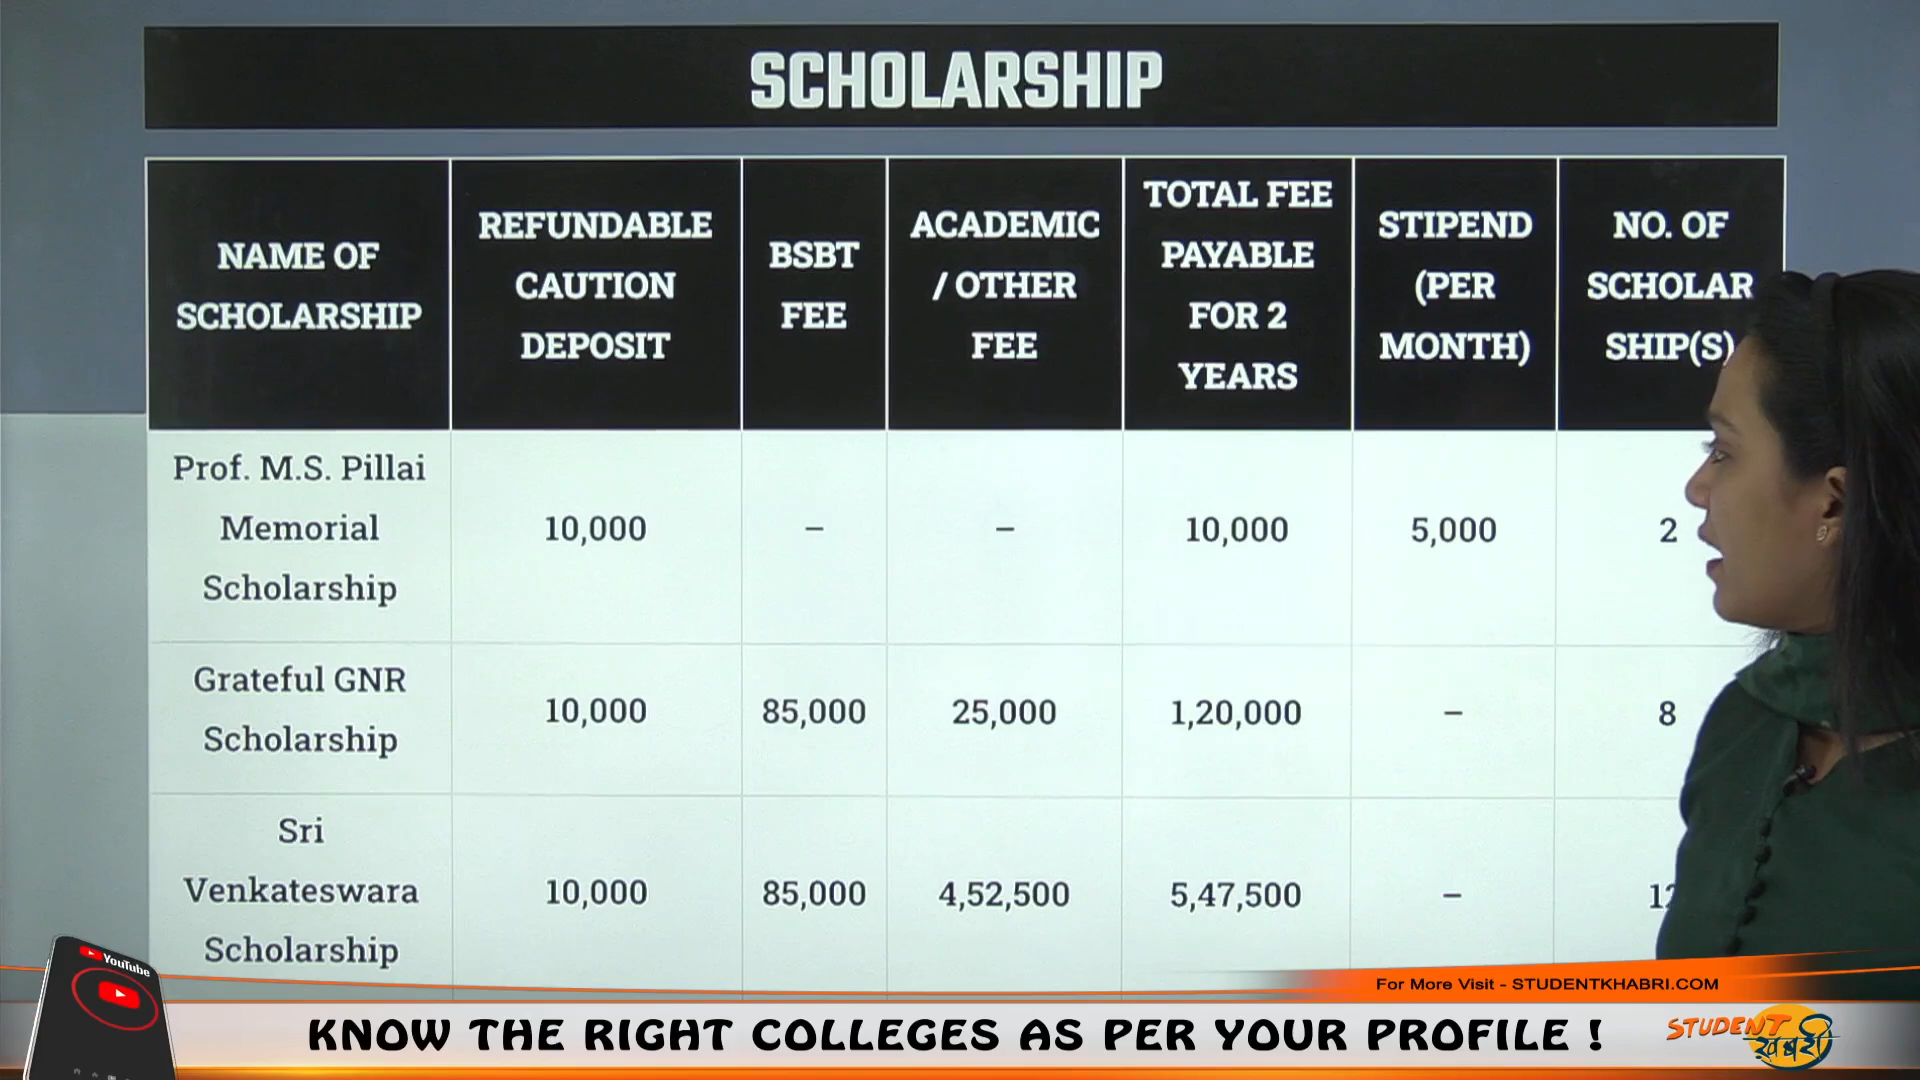 SCHOLARSHIP
NAME OF
SCHOLARSHIP
REFUNDABLE
CAUTION
DEPOSIT
BSBT
FEE
ACADEMIC
/ OTHER
FEE
TOTAL FEE
PAYABLE
FOR 2
YEARS
STIPEND
(PER
MONTH)
NO. OF
SCHOLAR
SHIP(S)
Prof. M.S. Pillai
Memorial
Scholarship
10,000
–
–
10,000
5,000
2
Grateful GNR
Scholarship
10,000
85,000
25,000
1,20,000
–
8
Sri
Venkateswara
Scholarship
10,000
85,000
4,52,500
5,47,500
–
YouTube
For More Visit - STUDENTKHABRI.COM
KNOW THE RIGHT COLLEGES AS PER YOUR PROFILE !
STUDENT
खबरी